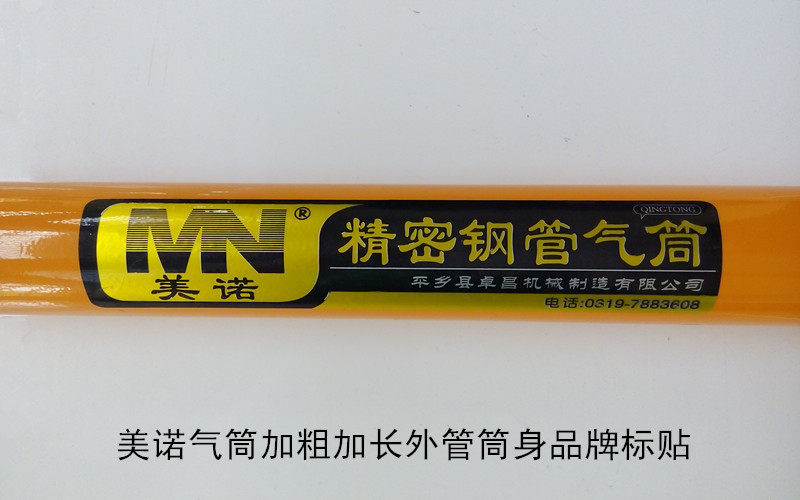 MN®
美诺
QINGTONG
精密钢管气筒
平乡县卓昌机械制造有限公司
电话:0319-7883608
美诺气筒加粗加长外管筒身品牌标贴